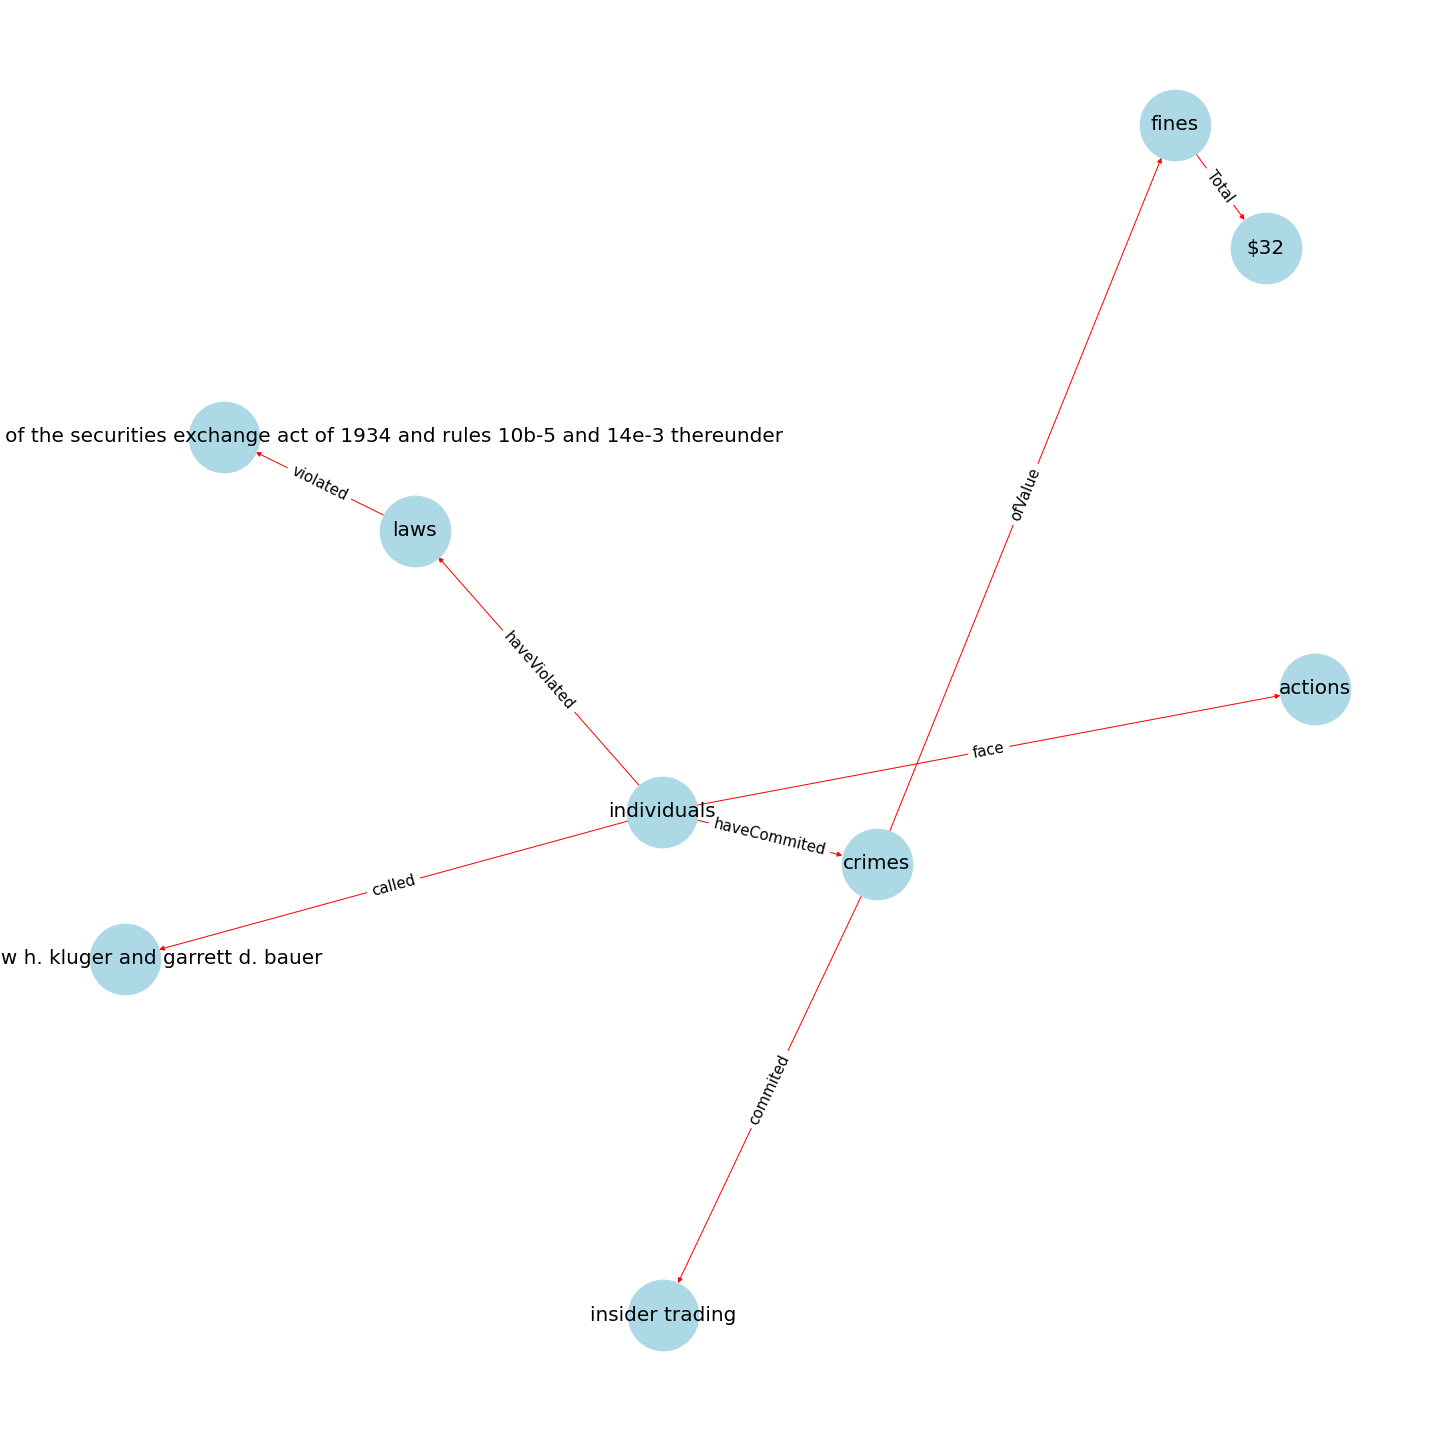 fines
Total
$32
of the securities exchange act of 1934 and rules 10b-5 and 14e-3 thereunder
violated
laws
ofValue
haveViolated
actions
face
individuals
haveCommited
crimes
called
w h. kluger and garrett d. bauer
commited
insider trading